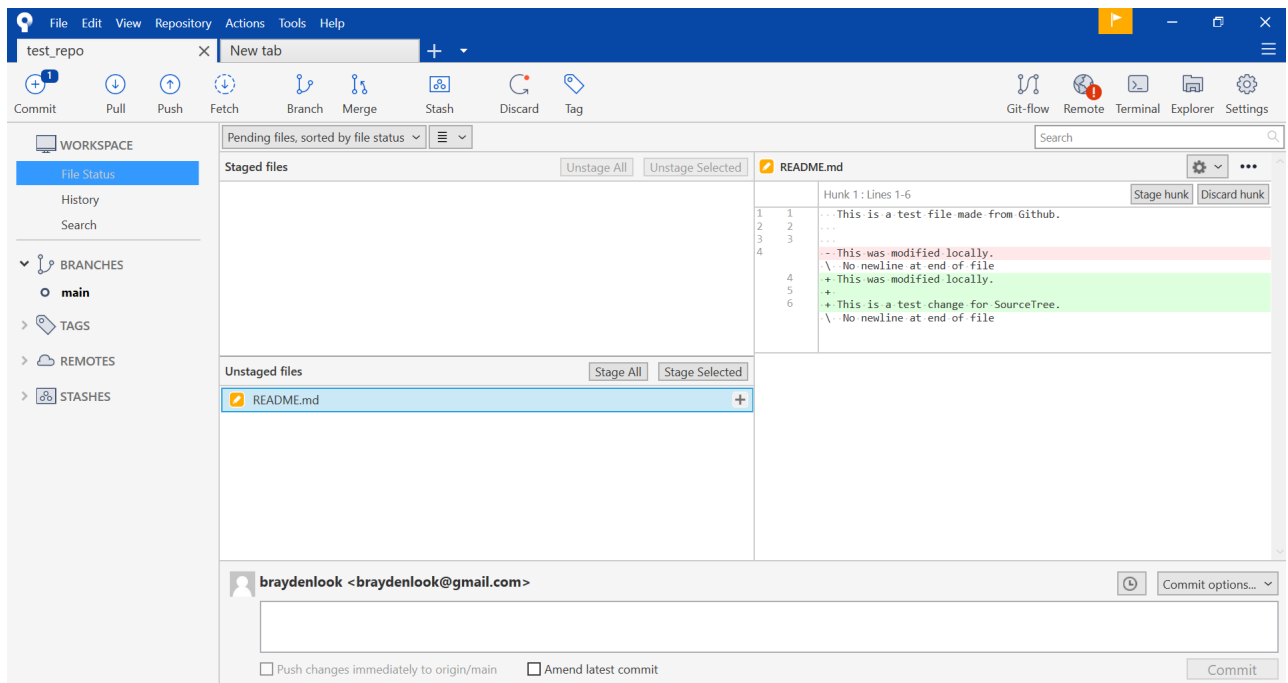 File Edit View Repository Actions Tools Help
test_repo New tab
1
Commit Pull Push Fetch Branch Merge Stash Discard Tag Git-flow Remote Terminal Explorer Settings
WORKSPACE
File Status
History
Search
BRANCHES
main
TAGS
REMOTES
STASHES
Pending files, sorted by file status
Search
Staged files Unstage All Unstage Selected
Unstaged files Stage All Stage Selected
README.md
README.md
Hunk 1 : Lines 1-6 Stage hunk Discard hunk
1 1 This is a test file made from Github.
2 2
3 3
4 - This was modified locally.
\ No newline at end of file
4 + This was modified locally.
5 +
6 + This is a test change for SourceTree.
\ No newline at end of file
braydenlook <braydenlook@gmail.com>
Commit options...
Push changes immediately to origin/main Amend latest commit
Commit